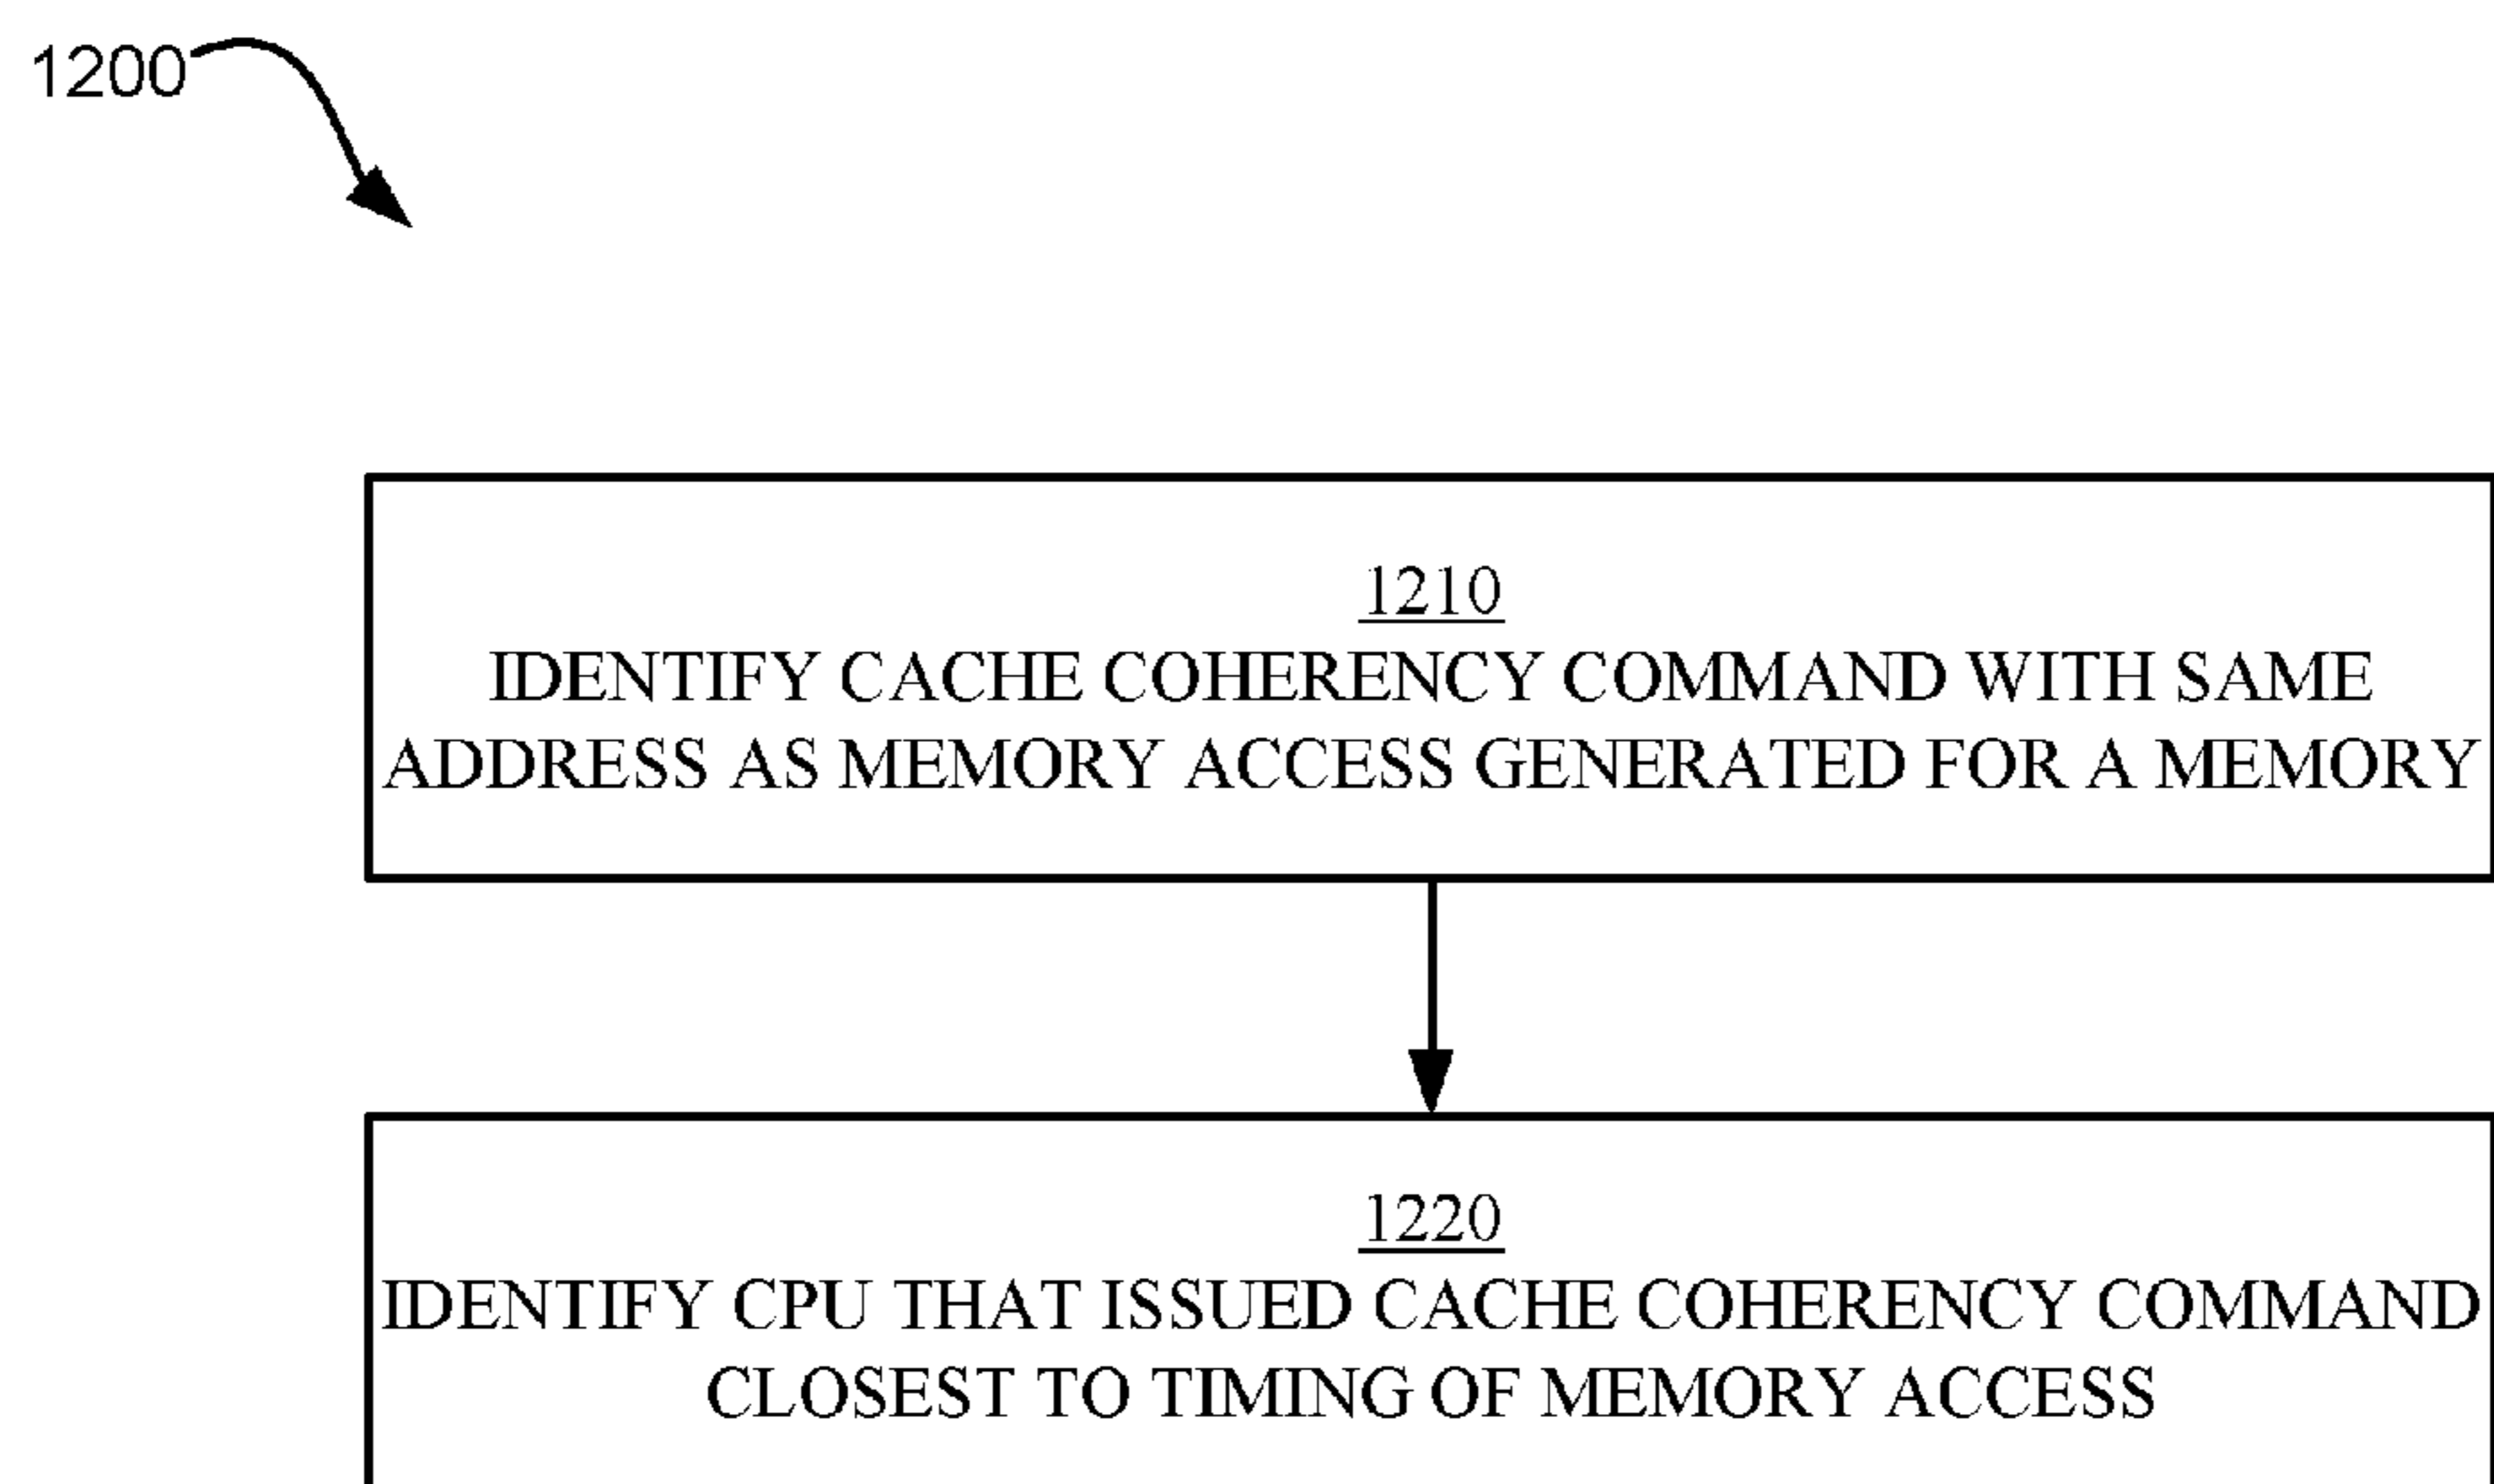 1200
1210
IDENTIFY CACHE COHERENCY COMMAND WITH SAME
ADDRESS AS MEMORY ACCESS GENERATED FOR A MEMORY
1220
IDENTIFY CPU THAT ISSUED CACHE COHERENCY COMMAND
CLOSEST TO TIMING OF MEMORY ACCESS